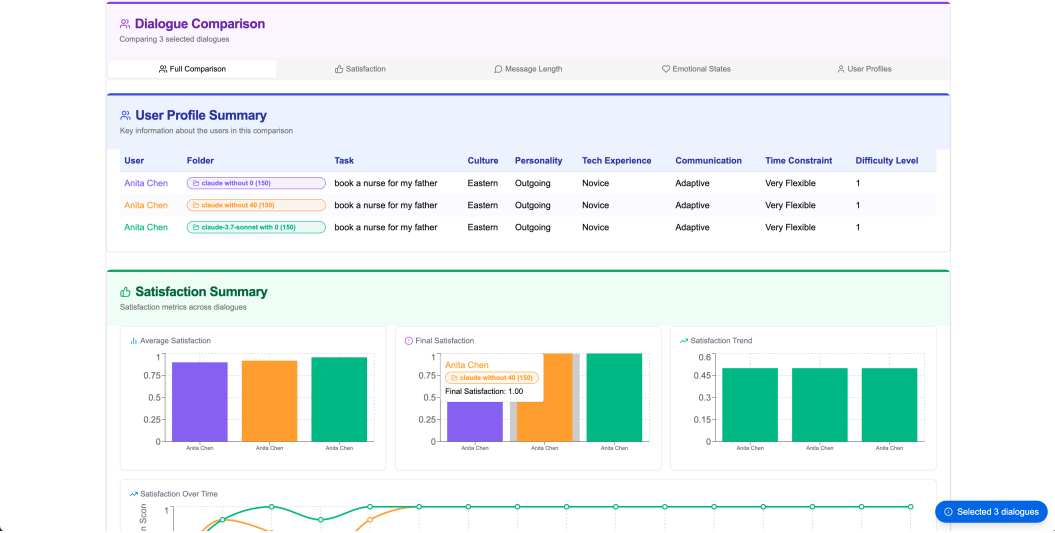 Dialogue Comparison
Comparing 3 selected dialogues
Full Comparison Satisfaction Message Length Emotional States User Profiles
User Profile Summary
Key information about the users in this comparison
User Folder Task Culture Personality Tech Experience Communication Time Constraint Difficulty Level
Anita Chen claude without 0 (150) book a nurse for my father Eastern Outgoing Novice Adaptive Very Flexible 1
Anita Chen claude without 40 (150) book a nurse for my father Eastern Outgoing Novice Adaptive Very Flexible 1
Anita Chen claude-3.7-sonnet with 0 (150) book a nurse for my father Eastern Outgoing Novice Adaptive Very Flexible 1
Satisfaction Summary
Satisfaction metrics across dialogues
Average Satisfaction
1
0.75
0.5
0.25
0
Anita Chen Anita Chen Anita Chen
Final Satisfaction
1
0.75
0.5
0.25
0
Anita Chen
claude without 40 (150)
Final Satisfaction: 1.00
Anita Chen Anita Chen Anita Chen
Satisfaction Trend
0.6
0.45
0.3
0.15
0
Anita Chen Anita Chen Anita Chen
Satisfaction Over Time
1
Selected 3 dialogues